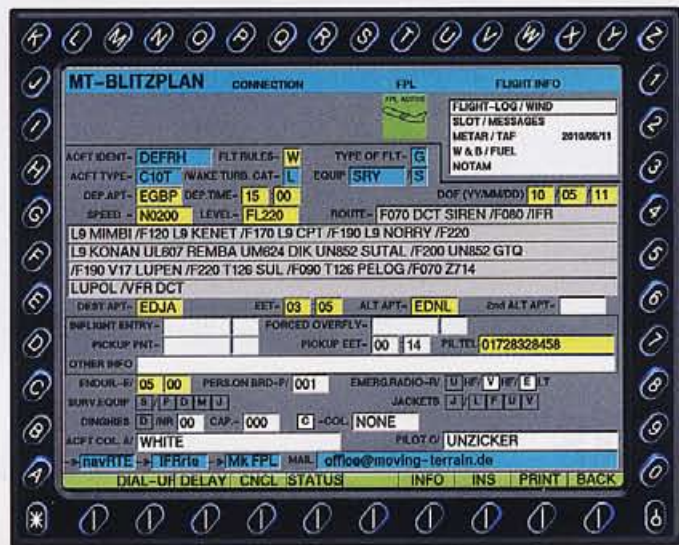 K L M N O P Q R S T U V W X Y Z
J 1
I 2
H 3
G 4
F 5
E 6
D 7
C 8
B 9
A 0
MT-BLITZPLAN CONNECTION FPL FLIGHT INFO
FPL ACTIVE
FLIGHT-LOG / WIND
SLOT / MESSAGES
METAR / TAF 2010/05/11
W & B / FUEL
NOTAM
ACFT IDENT- DEFRH FLT RULES- W TYPE OF FLT- G
ACFT TYPE- C10T /WAKE TURB. CAT- L EQUIP SRY / S
DEP.APT- EGBP DEP.TIME- 15 00 DOF (YY/MM/DD) 10 / 05 / 11
SPEED - N0200 LEVEL- FL220 ROUTE- F070 DCT SIREN /F080 /IFR
L9 MIMBI /F120 L9 KENET /F170 L9 CPT /F190 L9 NORRY /F220
L9 KONAN UL607 REMBA UM624 DIK UN852 SUTAL /F200 UN852 GTQ
/F190 V17 LUPEN /F220 T126 SUL /F090 T126 PELOG /F070 Z714
LUPOL /VFR DCT
DEST APT- EDJA EET- 03 : 05 ALT APT- EDNL 2nd ALT APT-
INFLIGHT ENTRY- FORCED OVERFLY-
PICKUP PNT- PICKUP EET- 00 : 14 PIL.TEL 01728328458
OTHER INFO
ENDUR.-E/ 05 00 PERS.ON BRD-P/ 001 EMERG.RADIO-R/ U HF/ V HF/ E LT
SURV.EQUIP S / P D M J JACKETS J / L F U V
DINGHIES D /NR 00 CAP.- 000 C -COL. NONE
ACFT COL. A/ WHITE PILOT C/ UNZICKER
->navRTE ->IFRrte ->Mk FPL MAIL office@moving-terrain.de
DIAL-UP DELAY CNCL STATUS INFO INS PRINT BACK